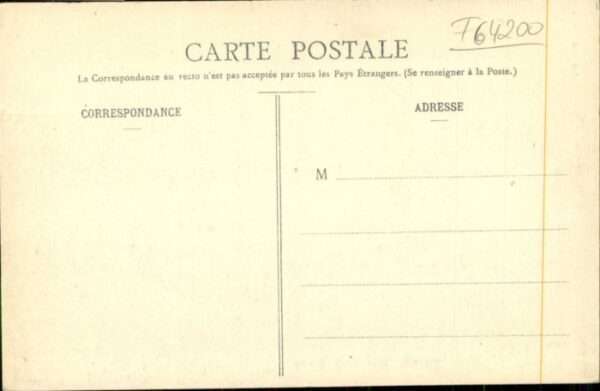 F64200
CARTE POSTALE
La Correspondance au recto n'est pas acceptée par tous les Pays Étrangers. (Se renseigner à la Poste.)
CORRESPONDANCE
ADRESSE
M